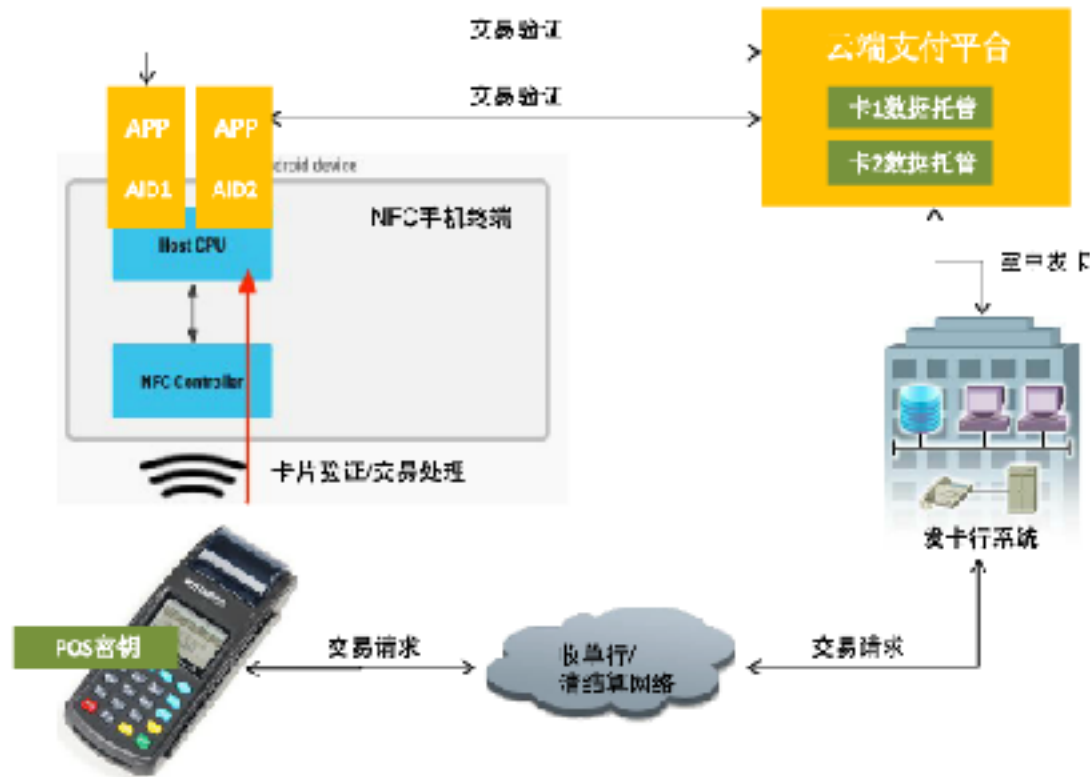 交易验证
云端支付平台
交易验证
卡1数据托管
卡2数据托管
APP
AID1
APP
AID2
droid device
NFC手机终端
Host CPU
NFC Controller
卡片验证/交易处理
发卡行系统
POS密钥
交易请求
收单行/
清结算网络
交易请求